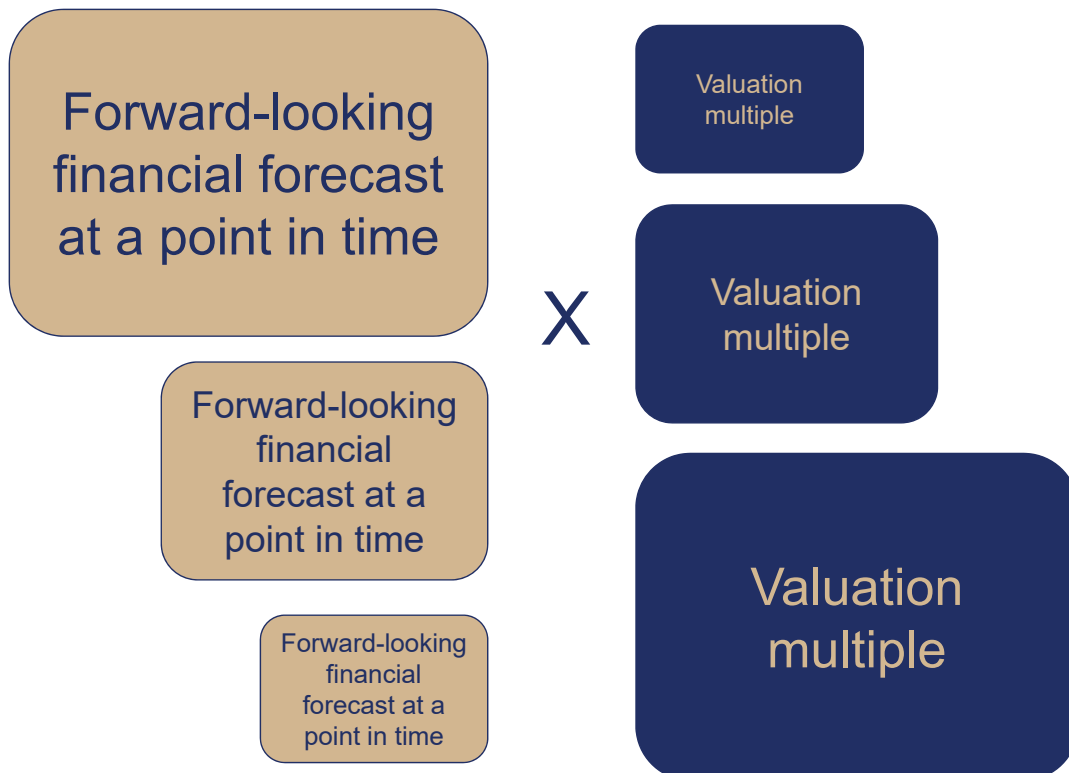 Forward-looking
financial forecast
at a point in time
Forward-looking
financial
forecast at a
point in time
Forward-looking
financial
forecast at a
point in time
X
Valuation
multiple
Valuation
multiple
Valuation
multiple